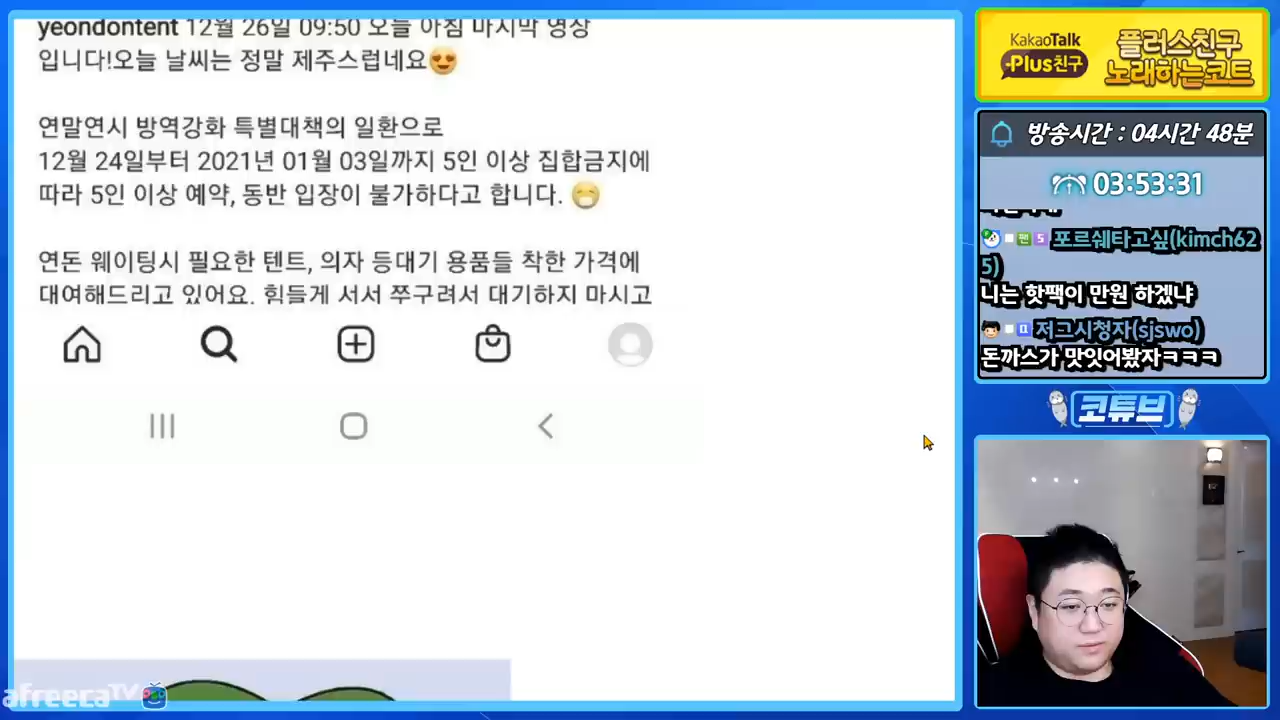 yeondontent 12월 26일 09:50 오늘 아침 마지막 영상
입니다!오늘 날씨는 정말 제주스럽네요😍
연말연시 방역강화 특별대책의 일환으로
12월 24일부터 2021년 01월 03일까지 5인 이상 집합금지에
따라 5인 이상 예약, 동반 입장이 불가하다고 합니다. 😷
연돈 웨이팅시 필요한 텐트, 의자 등대기 용품들 착한 가격에
대여해드리고 있어요. 힘들게 서서 쭈구려서 대기하지 마시고
afreecaTV
KakaoTalk
Plus친구
플러스친구
노래하는코트
방송시간 : 04시간 48분
03:53:31
팬 5 포르쉐타고싶(kimch62
5)
니는 핫팩이 만원 하겠냐
저그시청자(sjswo)
돈까스가 맛잇어봤자ㅋㅋㅋ
코튜브